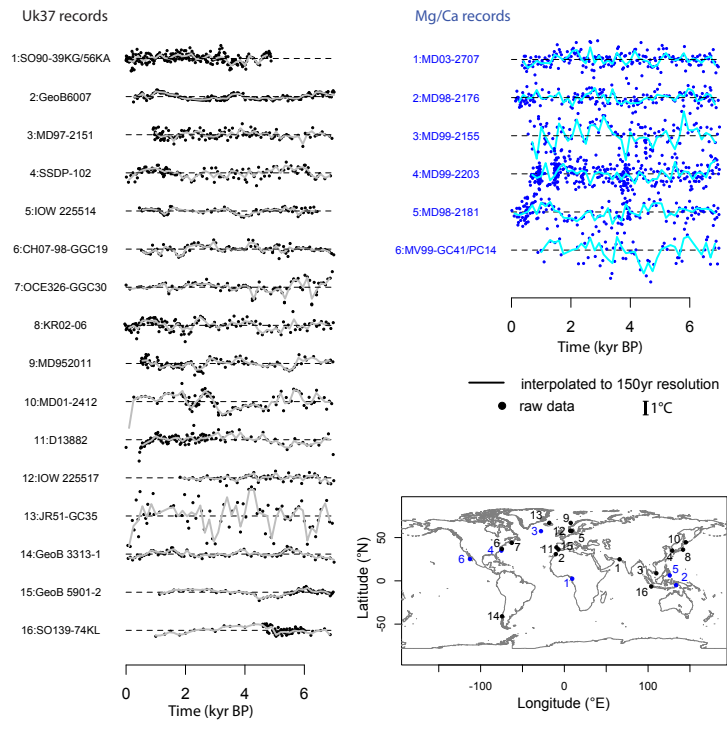 Uk37 records
1:SO90-39KG/56KA
2:GeoB6007
3:MD97-2151
4:SSDP-102
5:IOW 225514
6:CH07-98-GGC19
7:OCE326-GGC30
8:KR02-06
9:MD952011
10:MD01-2412
11:D13882
12:IOW 225517
13:JR51-GC35
14:GeoB 3313-1
15:GeoB 5901-2
16:SO139-74KL
0 2 4 6
Time (kyr BP)
Mg/Ca records
1:MD03-2707
2:MD98-2176
3:MD99-2155
4:MD99-2203
5:MD98-2181
6:MV99-GC41/PC14
0 2 4 6
Time (kyr BP)
interpolated to 150yr resolution
raw data 1°C
Latitude (°N)
50
0
-50
13 9
3 12 5 10
6 4 7 11 15 4 8
6 2 1 3 5
1 16 2
14
-100 0 100
Longitude (°E)